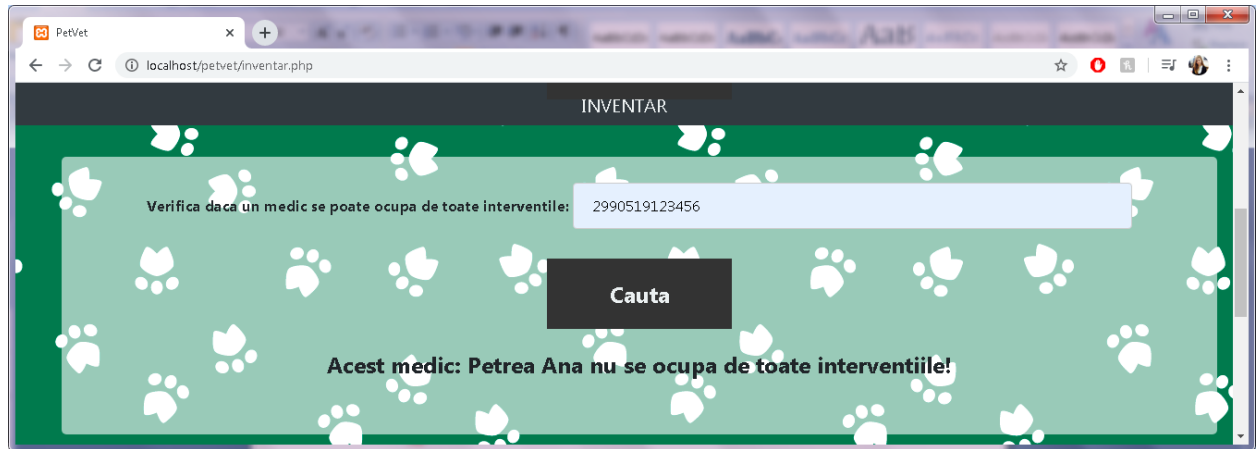 PetVet
localhost/petvet/inventar.php
INVENTAR
Verifica daca un medic se poate ocupa de toate interventile: 2990519123456
Cauta
Acest medic: Petrea Ana nu se ocupa de toate interventiile!